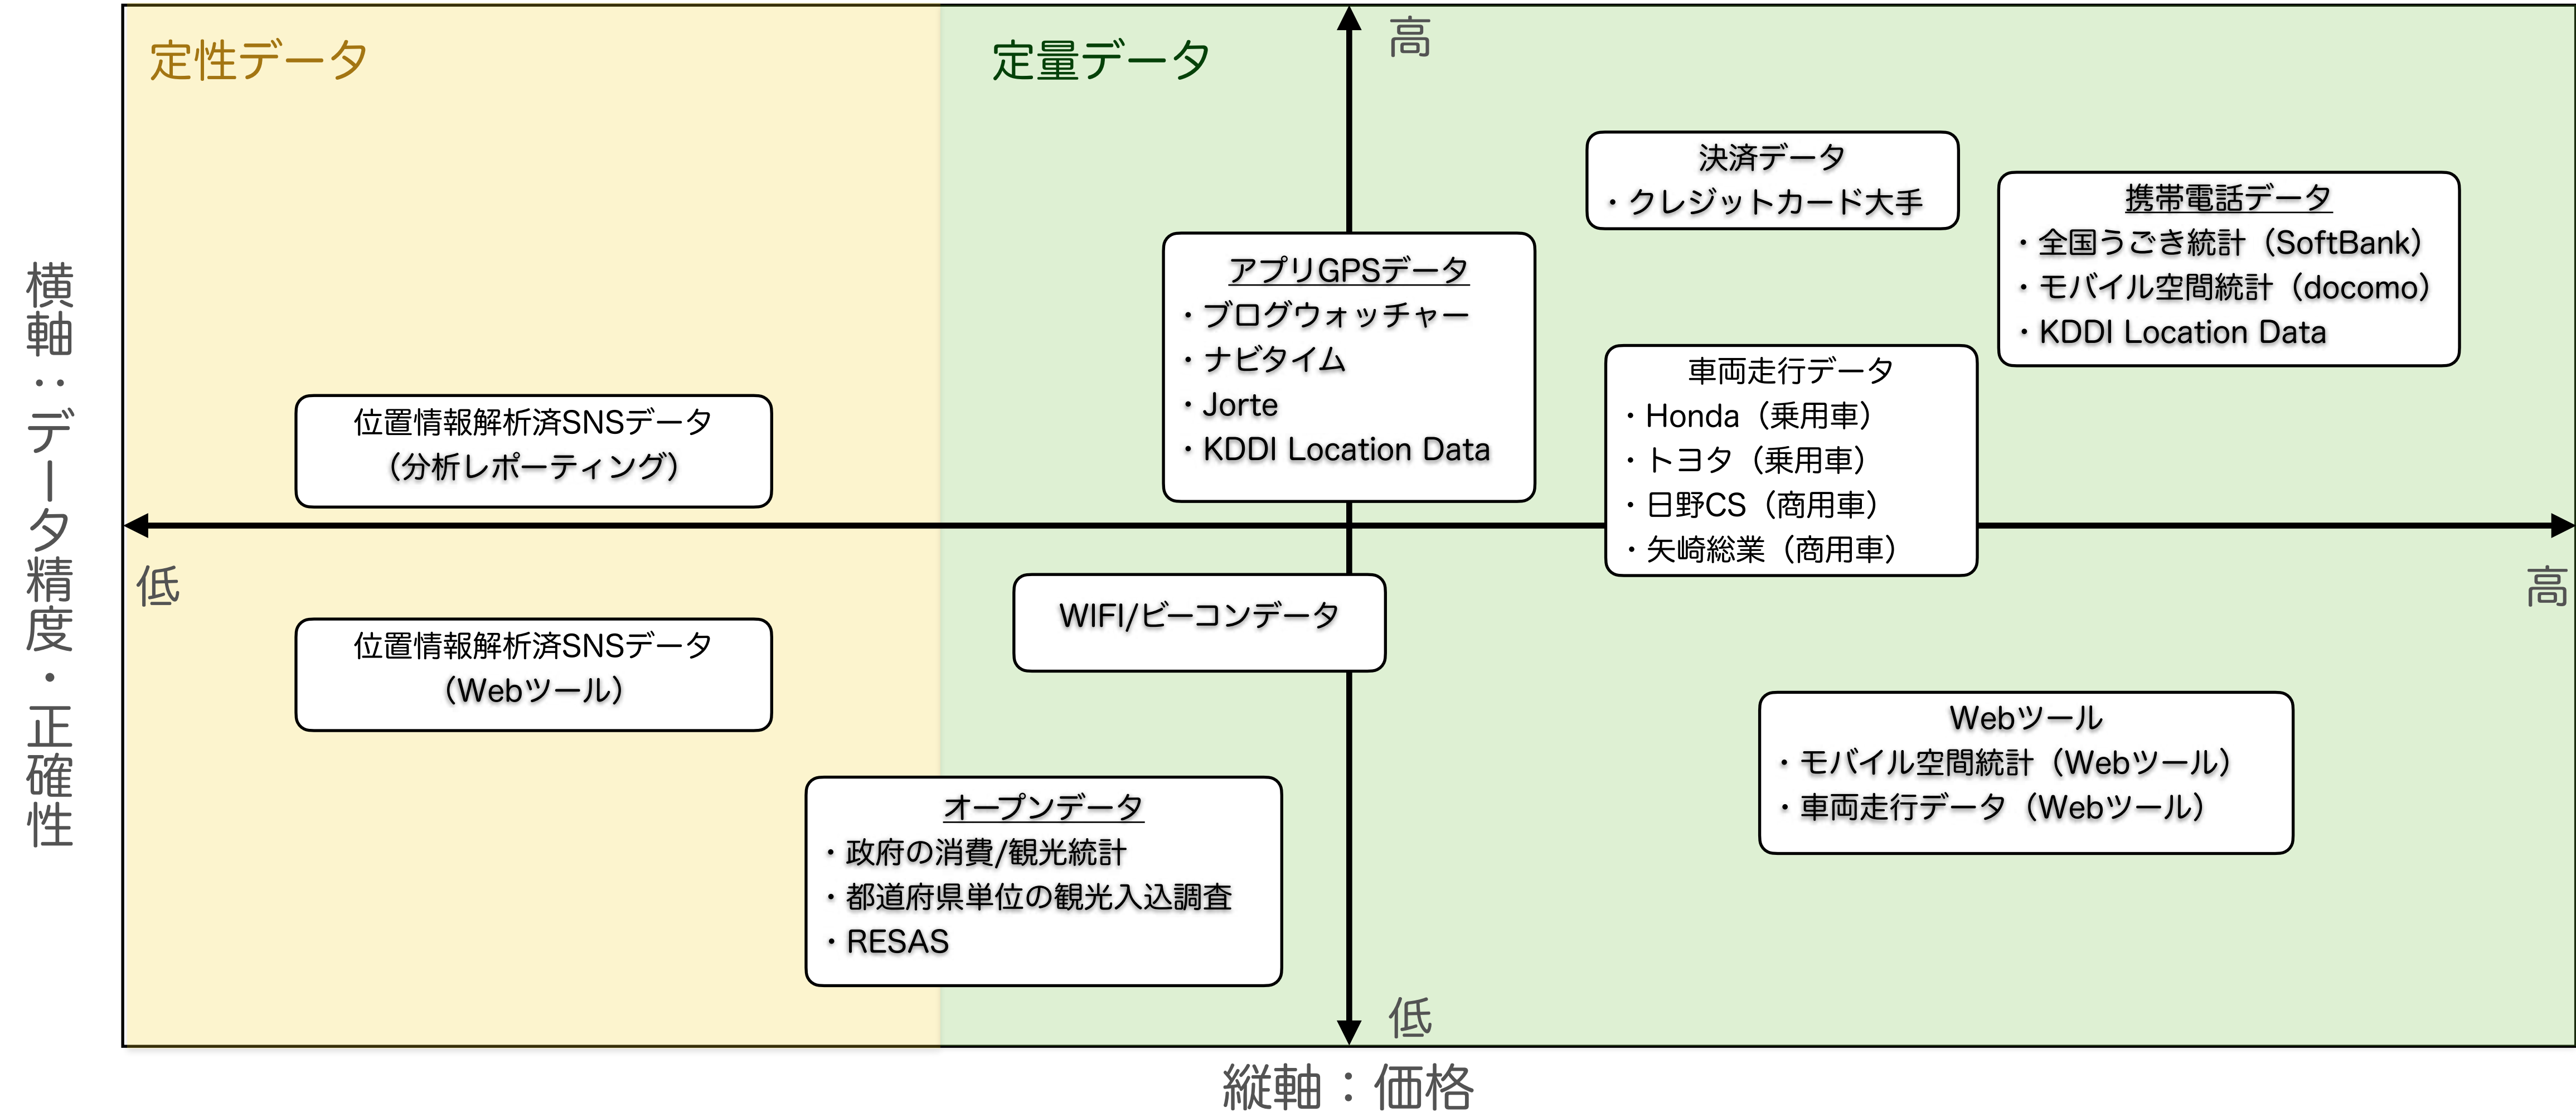 定性データ
定量データ
高
決済データ
・クレジットカード大手
携帯電話データ
・全国うごき統計（SoftBank）
・モバイル空間統計（docomo）
・KDDI Location Data
アプリGPSデータ
・ブログウォッチャー
・ナビタイム
・Jorte
・KDDI Location Data
車両走行データ
・Honda（乗用車）
・トヨタ（乗用車）
・日野CS（商用車）
・矢崎総業（商用車）
位置情報解析済SNSデータ
（分析レポーティング）
横軸：データ精度・正確性
低
高
WIFI/ビーコンデータ
位置情報解析済SNSデータ
（Webツール）
Webツール
・モバイル空間統計（Webツール）
・車両走行データ（Webツール）
オープンデータ
・政府の消費/観光統計
・都道府県単位の観光入込調査
・RESAS
低
縦軸：価格